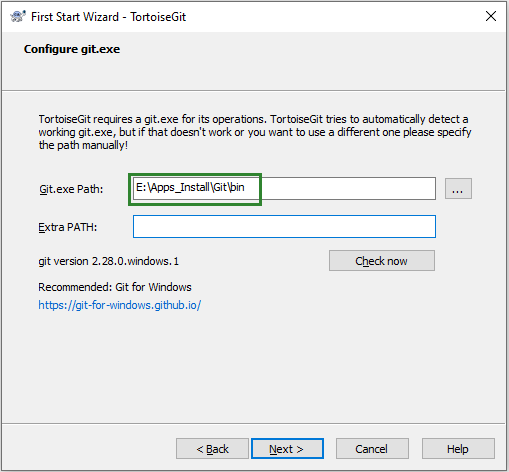 First Start Wizard - TortoiseGit
Configure git.exe
TortoiseGit requires a git.exe for its operations. TortoiseGit tries to automatically detect a
working git.exe, but if that doesn't work or you want to use a different one please specify
the path manually!
Git.exe Path: E:\Apps_Install\Git\bin ...
Extra PATH:
git version 2.28.0.windows.1 Check now
Recommended: Git for Windows
https://git-for-windows.github.io/
< Back Next > Cancel Help